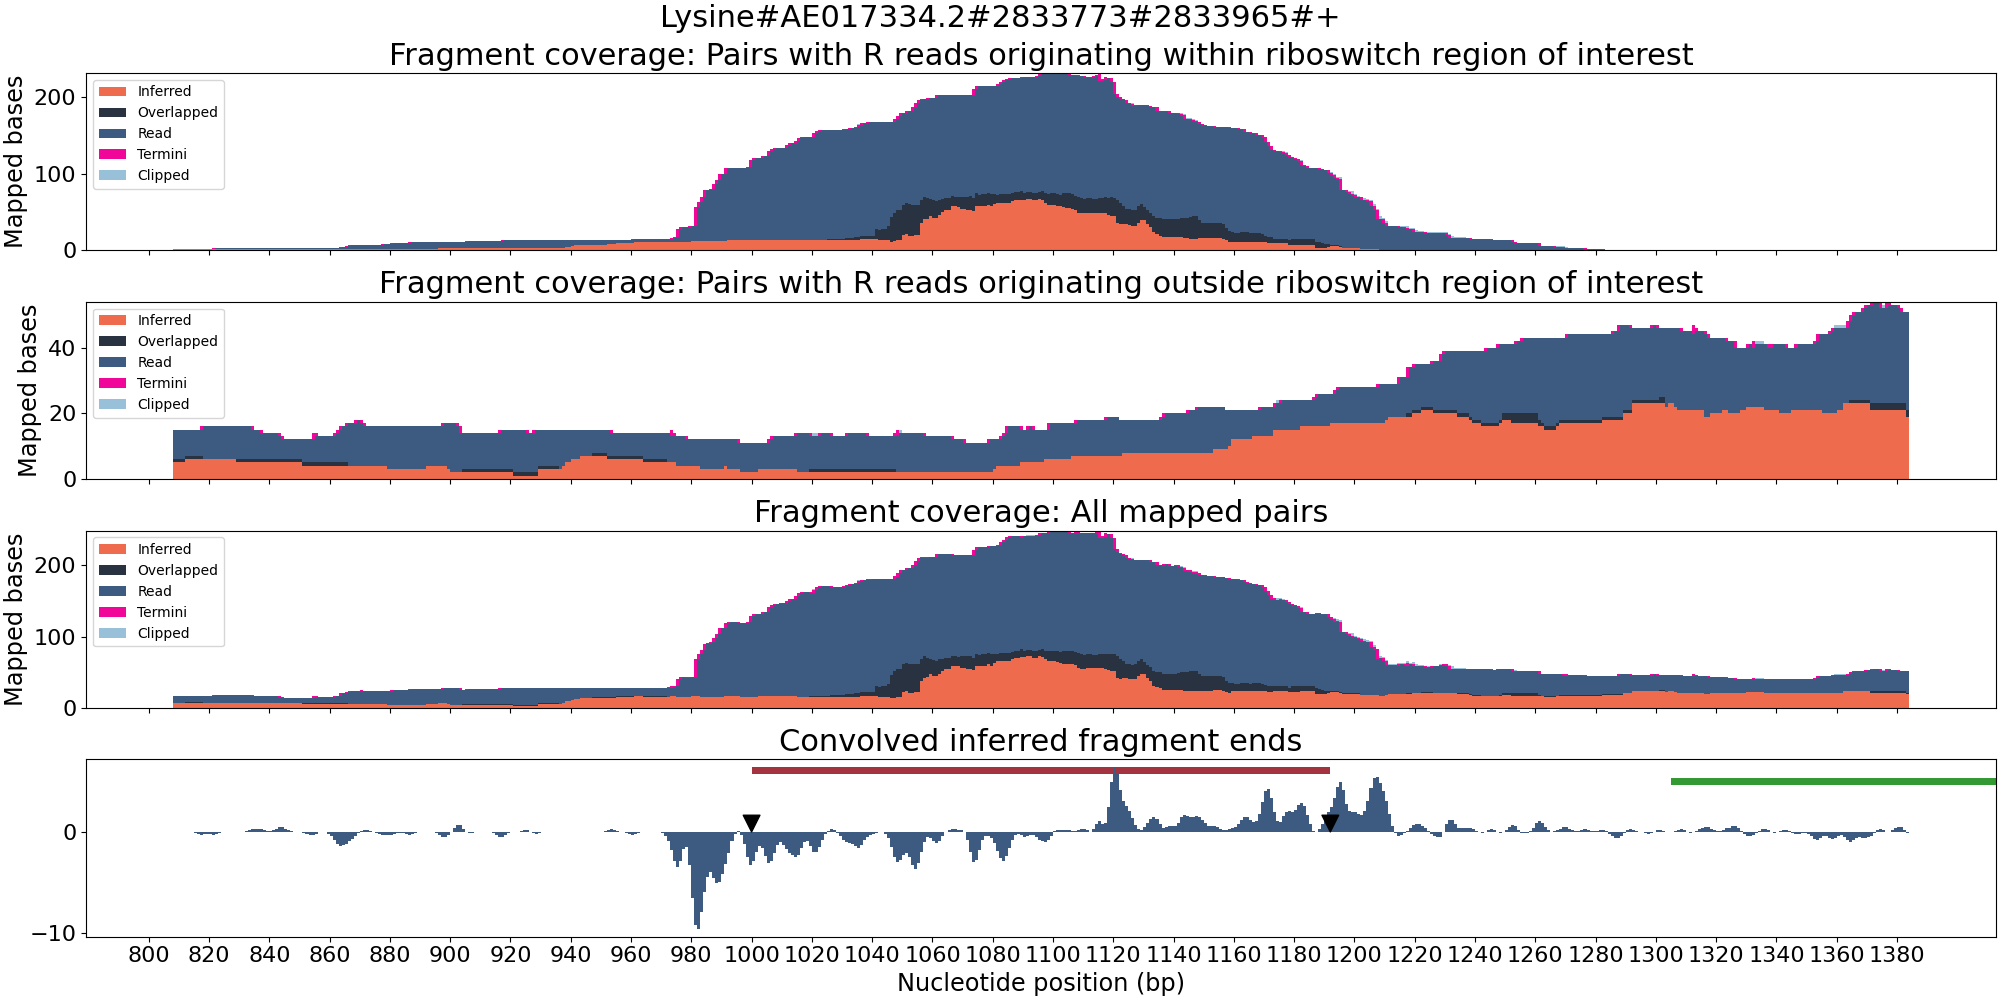 Lysine#AE017334.2#2833773#2833965#+
Fragment coverage: Pairs with R reads originating within riboswitch region of interest
Mapped bases
200
100
0
Inferred
Overlapped
Read
Termini
Clipped
Fragment coverage: Pairs with R reads originating outside riboswitch region of interest
Mapped bases
40
20
0
Inferred
Overlapped
Read
Termini
Clipped
Fragment coverage: All mapped pairs
Mapped bases
200
100
0
Inferred
Overlapped
Read
Termini
Clipped
Convolved inferred fragment ends
0
−10
800 820 840 860 880 900 920 940 960 980 1000 1020 1040 1060 1080 1100 1120 1140 1160 1180 1200 1220 1240 1260 1280 1300 1320 1340 1360 1380
Nucleotide position (bp)